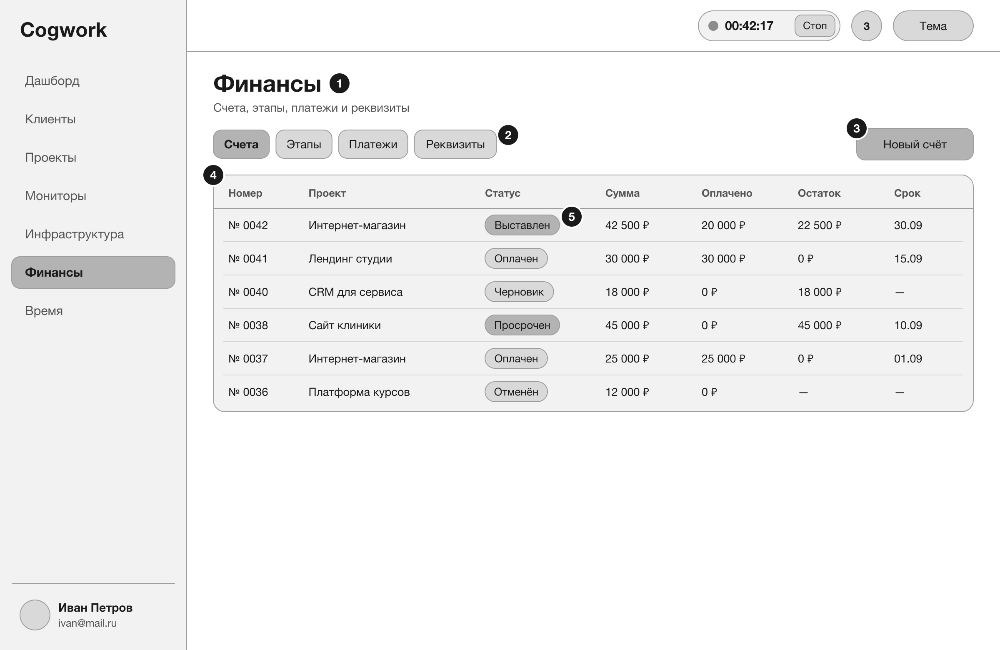 Cogwork
Дашборд
Клиенты
Проекты
Мониторы
Инфраструктура
Финансы
Время
Иван Петров
ivan@mail.ru
00:42:17 Стоп 3 Тема
Финансы 1
Счета, этапы, платежи и реквизиты
Счета Этапы Платежи Реквизиты 2
3 Новый счёт
4
Номер Проект Статус Сумма Оплачено Остаток Срок
№ 0042 Интернет-магазин Выставлен 5 42 500 ₽ 20 000 ₽ 22 500 ₽ 30.09
№ 0041 Лендинг студии Оплачен 30 000 ₽ 30 000 ₽ 0 ₽ 15.09
№ 0040 CRM для сервиса Черновик 18 000 ₽ 0 ₽ 18 000 ₽ —
№ 0038 Сайт клиники Просрочен 45 000 ₽ 0 ₽ 45 000 ₽ 10.09
№ 0037 Интернет-магазин Оплачен 25 000 ₽ 25 000 ₽ 0 ₽ 01.09
№ 0036 Платформа курсов Отменён 12 000 ₽ 0 ₽ — —